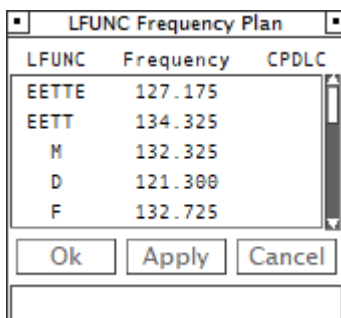 LFUNC Frequency Plan
LFUNC Frequency CPDLC
EETTE 127.175
EETT 134.325
M 132.325
D 121.300
F 132.725
Ok Apply Cancel